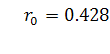 r₀ = 0.428